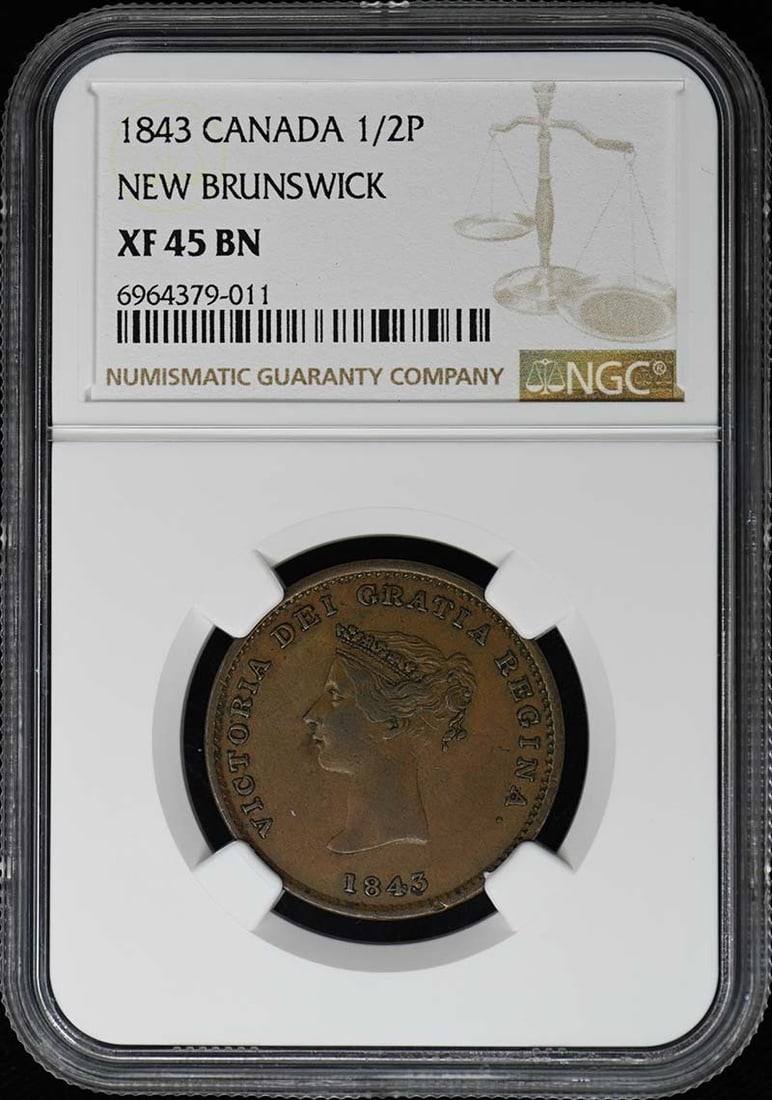 1843 CANADA 1/2P
NEW BRUNSWICK
XF 45 BN
6964379-011
NUMISMATIC GUARANTY COMPANY
NGC®
VICTORIA DEI GRATIA REGINA.
1843